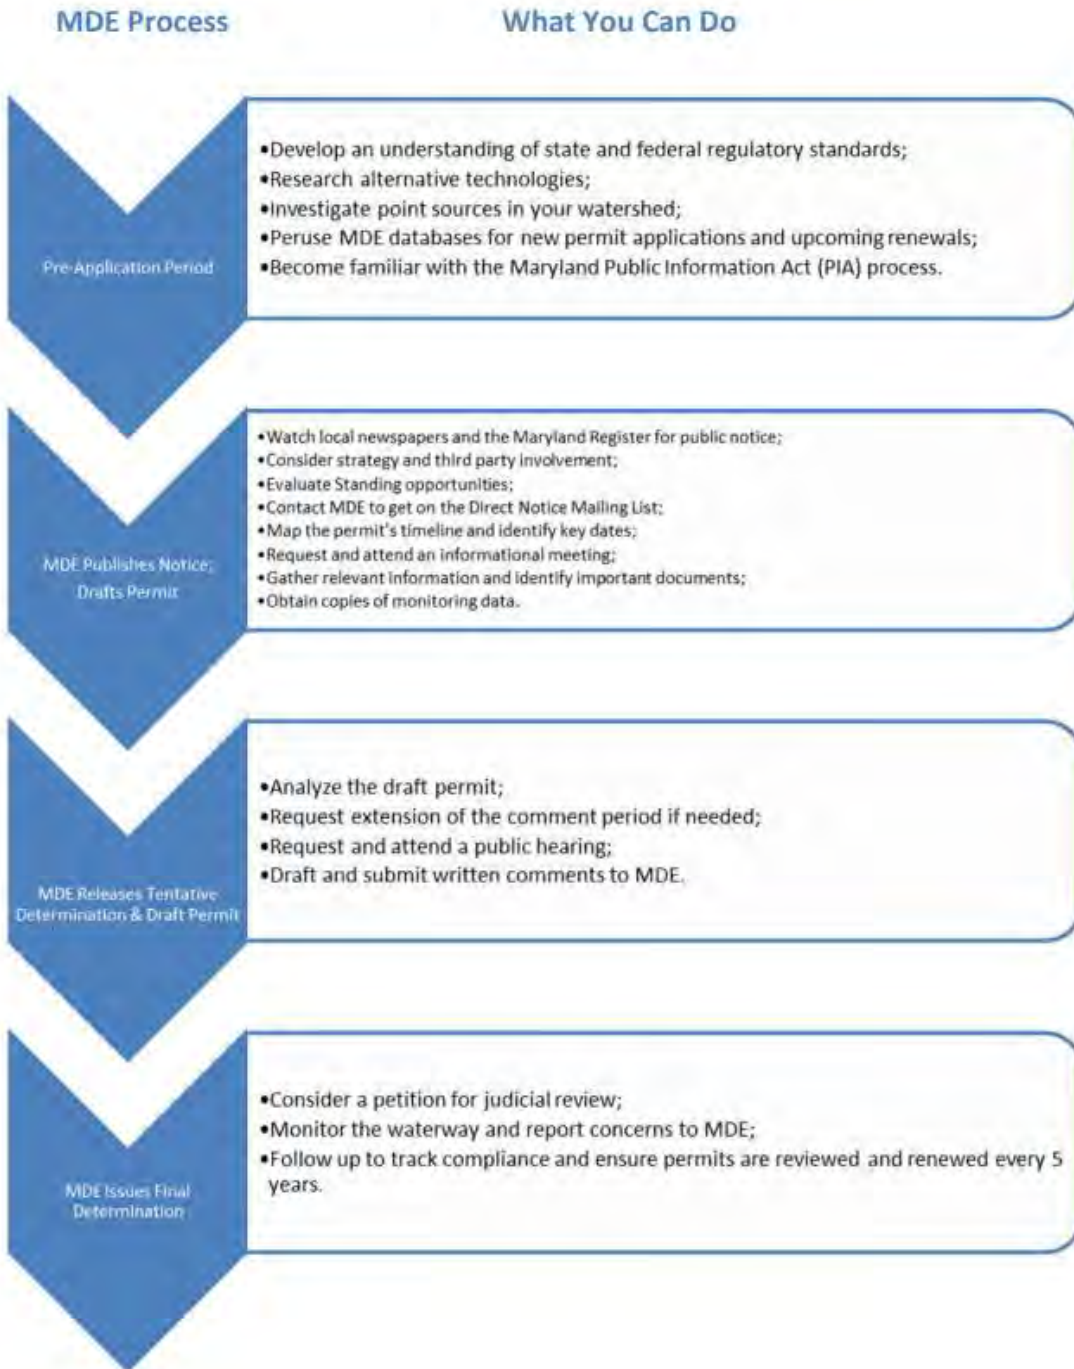 MDE Process
What You Can Do
Pre-Application Period
•Develop an understanding of state and federal regulatory standards;
•Research alternative technologies;
•Investigate point sources in your watershed;
•Peruse MDE databases for new permit applications and upcoming renewals;
•Become familiar with the Maryland Public Information Act (PIA) process.
MDE Publishes Notice;
Drafts Permit
•Watch local newspapers and the Maryland Register for public notice;
•Consider strategy and third party involvement;
•Evaluate Standing opportunities;
•Contact MDE to get on the Direct Notice Mailing List;
•Map the permit's timeline and identify key dates;
•Request and attend an informational meeting;
•Gather relevant information and identify important documents;
•Obtain copies of monitoring data.
MDE Releases Tentative
Determination & Draft Permit
•Analyze the draft permit;
•Request extension of the comment period if needed;
•Request and attend a public hearing;
•Draft and submit written comments to MDE.
MDE Issues Final
Determination
•Consider a petition for judicial review;
•Monitor the waterway and report concerns to MDE;
•Follow up to track compliance and ensure permits are reviewed and renewed every 5
years.